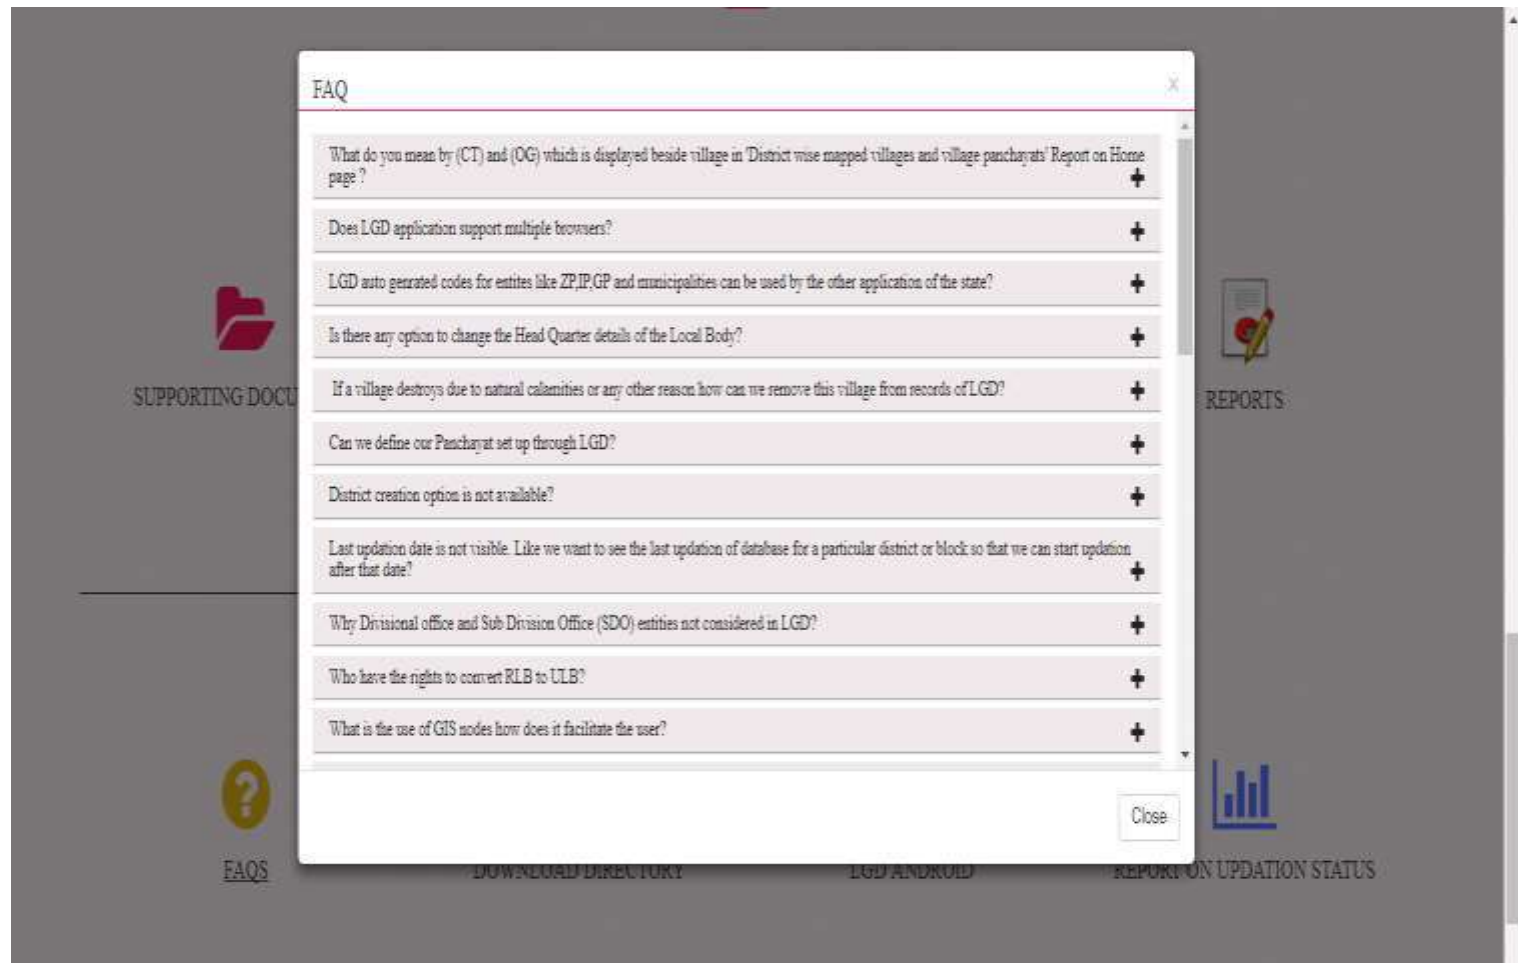 FAQ
X
What do you mean by (CT) and (OG) which is displayed beside village in 'District wise mapped villages and village panchayats' Report on Home
page ?
Does LGD application support multiple browsers?
LGD auto genrated codes for entites like ZP,IP,GP and municipalities can be used by the other application of the state?
Is there any option to change the Head Quarter details of the Local Body?
If a village destroys due to natural calamities or any other reason how can we remove this village from records of LGD?
Can we define our Panchayat set up through LGD?
District creation option is not available?
Last updation date is not visible. Like we want to see the last updation of database for a particular district or block so that we can start updation
after that date?
Why Divisional office and Sub Division Office (SDO) entities not considered in LGD?
Who have the rights to convert RLB to ULB?
What is the use of GIS nodes how does it facilitate the user?
Close
SUPPORTING DOCU
REPORTS
FAQS
DOWNLOAD DIRECTORY
LGD ANDROID
REPORT ON UPDATION STATUS